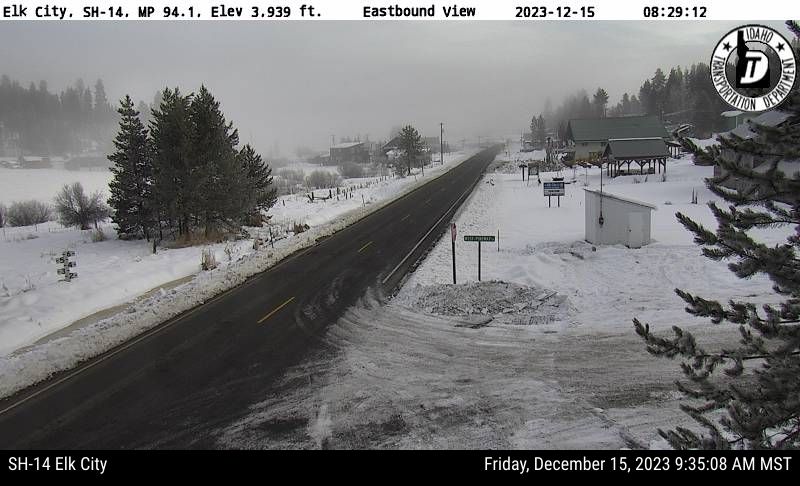 Elk City, SH-14, MP 94.1, Elev 3,939 ft. Eastbound View 2023-12-15 08:29:12
IDAHO
TRANSPORTATION DEPARTMENT
SH-14 Elk City Friday, December 15, 2023 9:35:08 AM MST